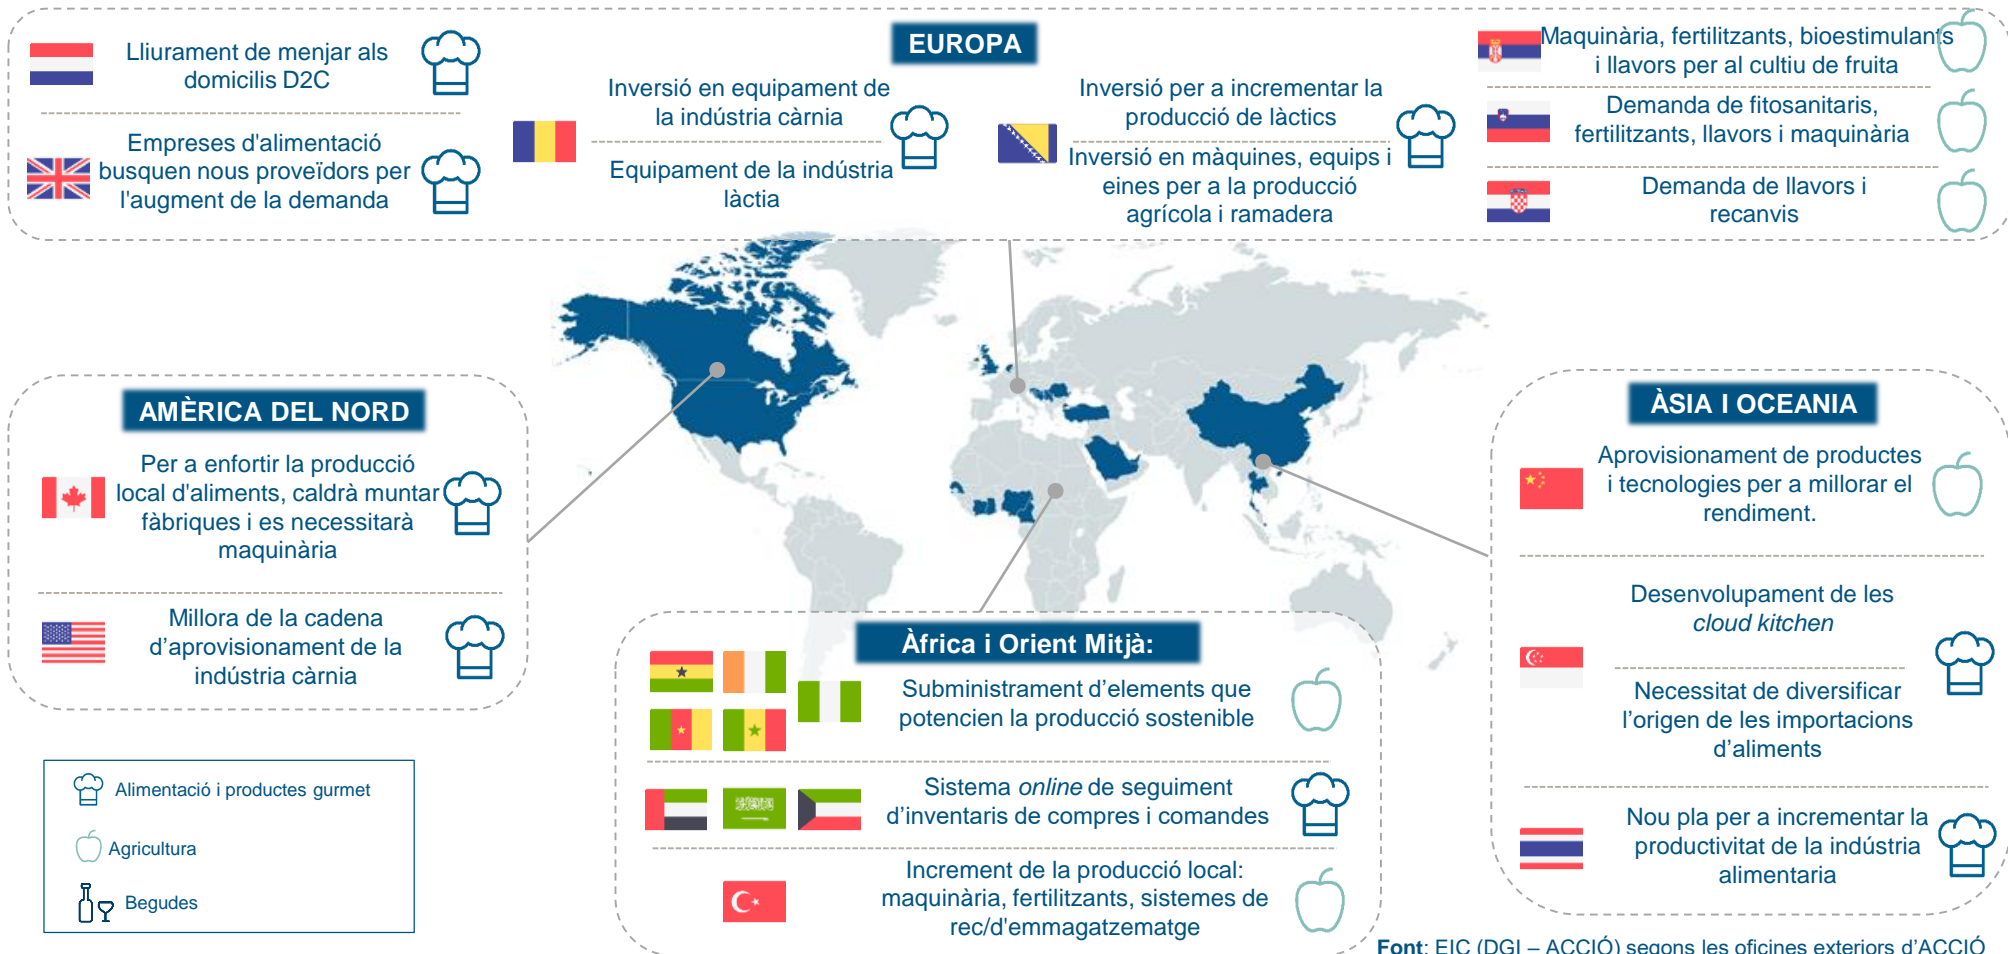 EUROPA
Lliurament de menjar als
domicilis D2C
Empreses d'alimentació
busquen nous proveïdors per
l'augment de la demanda
Inversió en equipament de
la indústria càrnia
Equipament de la indústria
làctia
Inversió per a incrementar la
producció de làctics
Inversió en màquines, equips i
eines per a la producció
agrícola i ramadera
Maquinària, fertilitzants, bioestimulants
i llavors per al cultiu de fruita
Demanda de fitosanitaris,
fertilitzants, llavors i maquinària
Demanda de llavors i
recanvis
AMÈRICA DEL NORD
Per a enfortir la producció
local d'aliments, caldrà muntar
fàbriques i es necessitarà
maquinària
Millora de la cadena
d'aprovisionament de la
indústria càrnia
Alimentació i productes gurmet
Agricultura
Begudes
Àfrica i Orient Mitjà:
Subministrament d'elements que
potencien la producció sostenible
Sistema online de seguiment
d'inventaris de compres i comandes
Increment de la producció local:
maquinària, fertilitzants, sistemes de
rec/d'emmagatzematge
ÀSIA I OCEANIA
Aprovisionament de productes
i tecnologies per a millorar el
rendiment.
Desenvolupament de les
cloud kitchen
Necessitat de diversificar
l'origen de les importacions
d'aliments
Nou pla per a incrementar la
productivitat de la indústria
alimentaria
Font: EIC (DGI – ACCIÓ) segons les oficines exteriors d'ACCIÓ